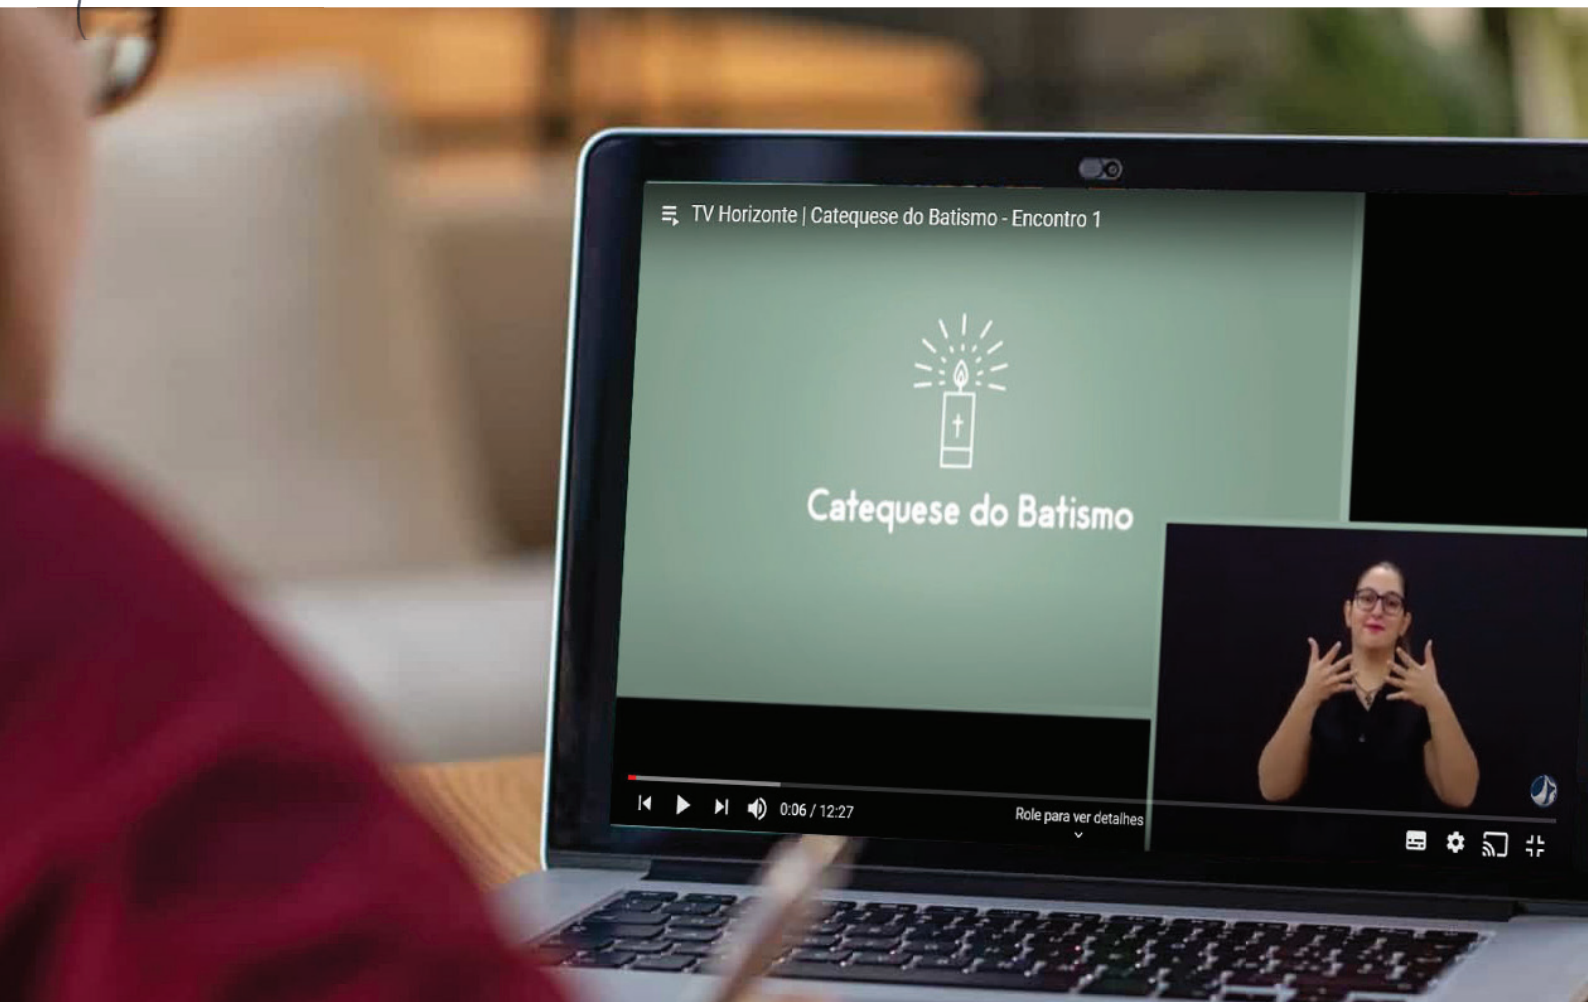 TV Horizonte | Catequese do Batismo - Encontro 1
Catequese do Batismo
0:06 / 12:27
Role para ver detalhes